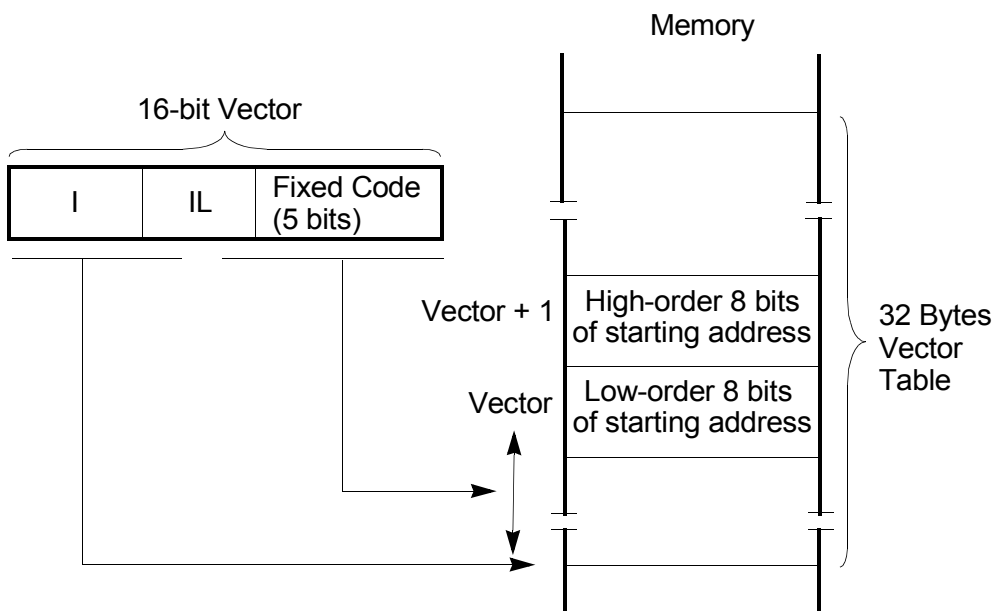 Memory
16-bit Vector
I
IL
Fixed Code
(5 bits)
Vector + 1
High-order 8 bits
of starting address
32 Bytes
Vector
Table
Vector
Low-order 8 bits
of starting address